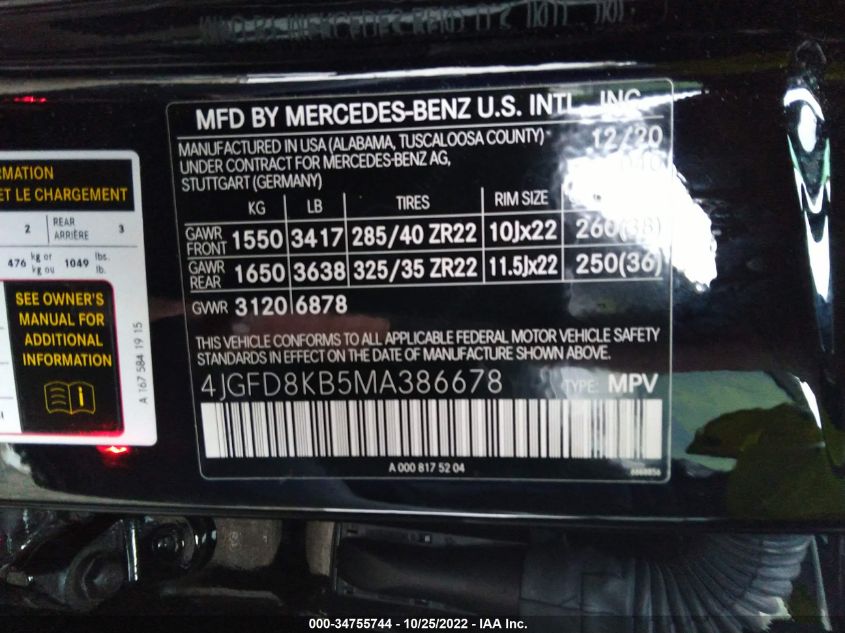 MFD BY MERCEDES-BENZ U.S. INTL., INC.
MANUFACTURED IN USA (ALABAMA, TUSCALOOSA COUNTY) 12/20
UNDER CONTRACT FOR MERCEDES-BENZ AG,
STUTTGART (GERMANY)
KG LB TIRES RIM SIZE
GAWR FRONT 1550 3417 285/40 ZR22 10Jx22 260(38)
GAWR REAR 1650 3638 325/35 ZR22 11.5Jx22 250(36)
GVWR 3120 6878
THIS VEHICLE CONFORMS TO ALL APPLICABLE FEDERAL MOTOR VEHICLE SAFETY
STANDARDS IN EFFECT ON THE DATE OF MANUFACTURE SHOWN ABOVE.
4JGFD8KB5MA386678 TYPE: MPV
A 000 817 52 04
RMATION
ET LE CHARGEMENT
2 REAR ARRIÈRE 3
476 kg or kg ou 1049 lbs. lb.
SEE OWNER'S
MANUAL FOR
ADDITIONAL
INFORMATION
A 167 584 19 15
000-34755744 - 10/25/2022 - IAA Inc.